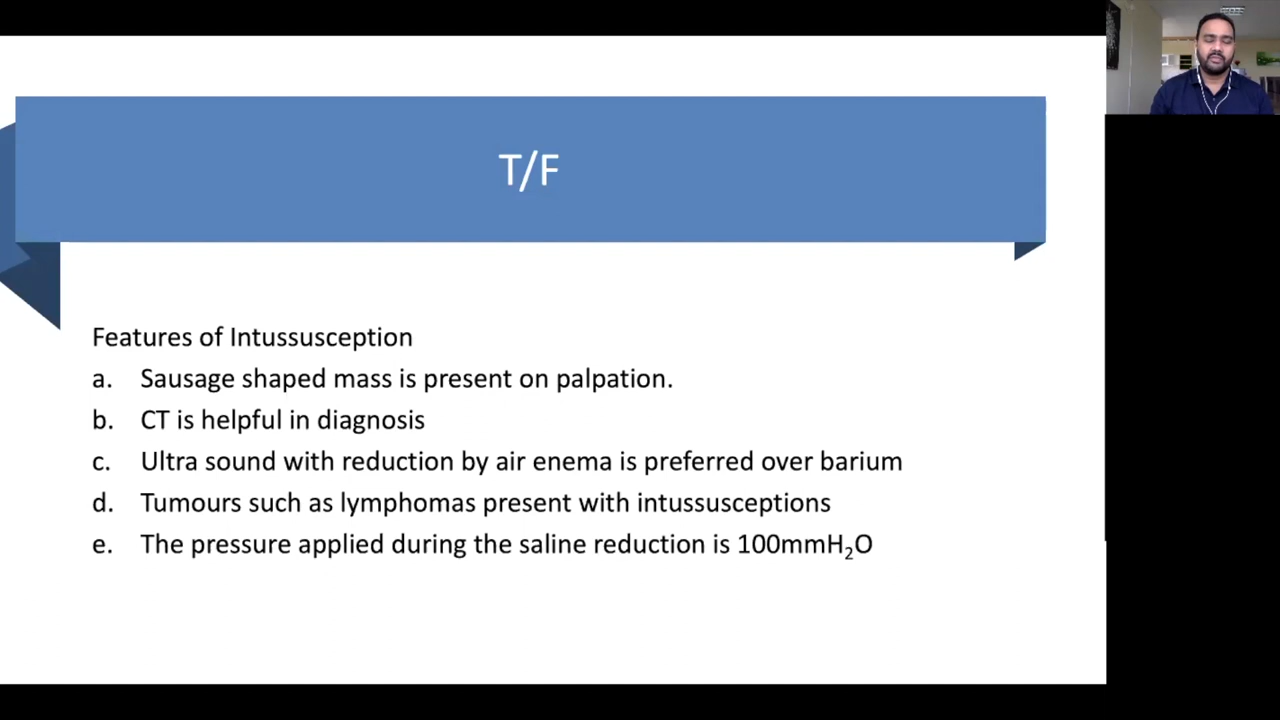 T/F
Features of Intussusception
a. Sausage shaped mass is present on palpation.
b. CT is helpful in diagnosis
c. Ultra sound with reduction by air enema is preferred over barium
d. Tumours such as lymphomas present with intussusceptions
e. The pressure applied during the saline reduction is 100mmH₂O